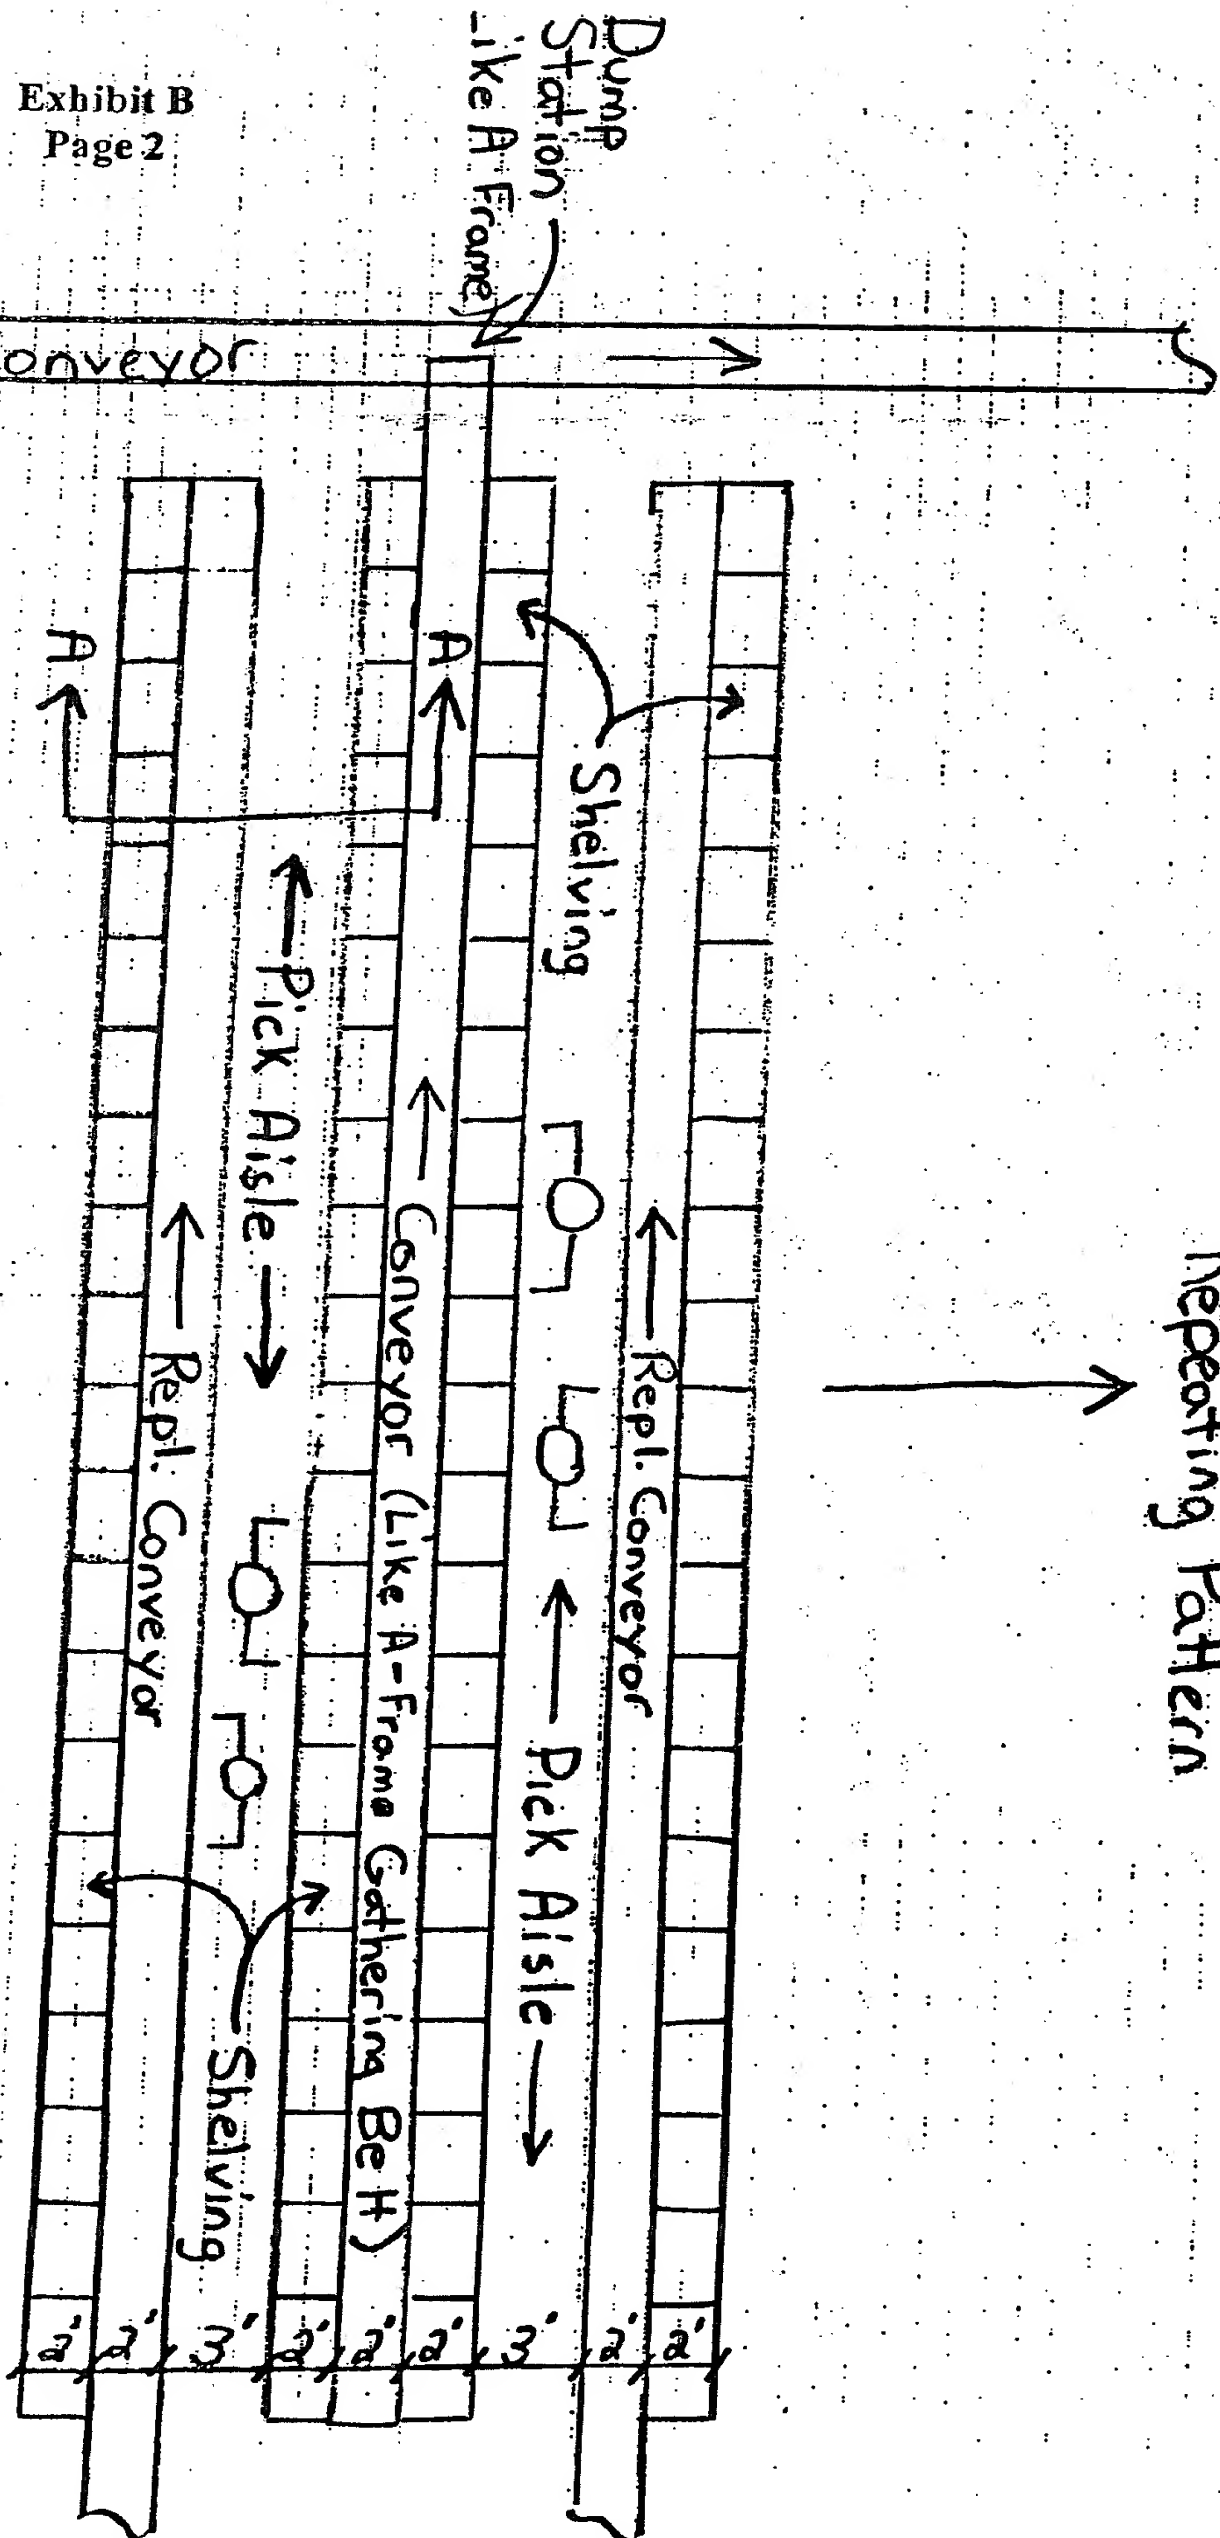 Exhibit B
Page 2
Dump
Station
Like A Frame)
onveyor
A
A
Shelving
Pick Aisle
Repl. Conveyor
Conveyor (Like A-Frame Gathering Belt)
Repl. Conveyor
Pick Aisle
Shelving
Repeating Pattern
2' 2' 3' 2' 2' 2' 3' 2' 2'